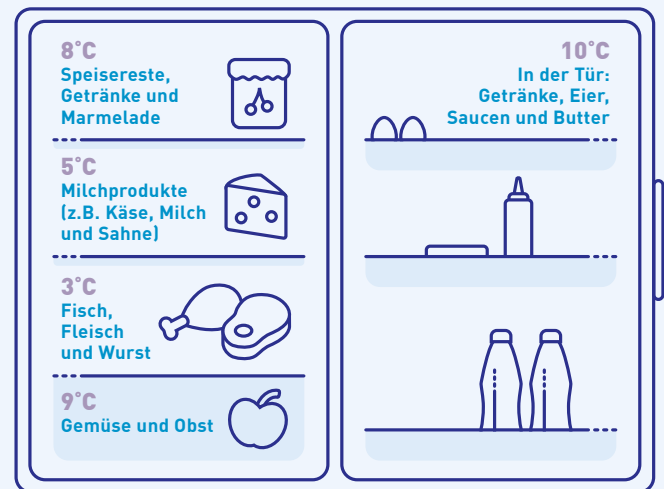 8°C
Speisereste,
Getränke und
Marmelade
5°C
Milchprodukte
(z.B. Käse, Milch
und Sahne)
3°C
Fisch,
Fleisch
und Wurst
9°C
Gemüse und Obst
10°C
In der Tür:
Getränke, Eier,
Saucen und Butter